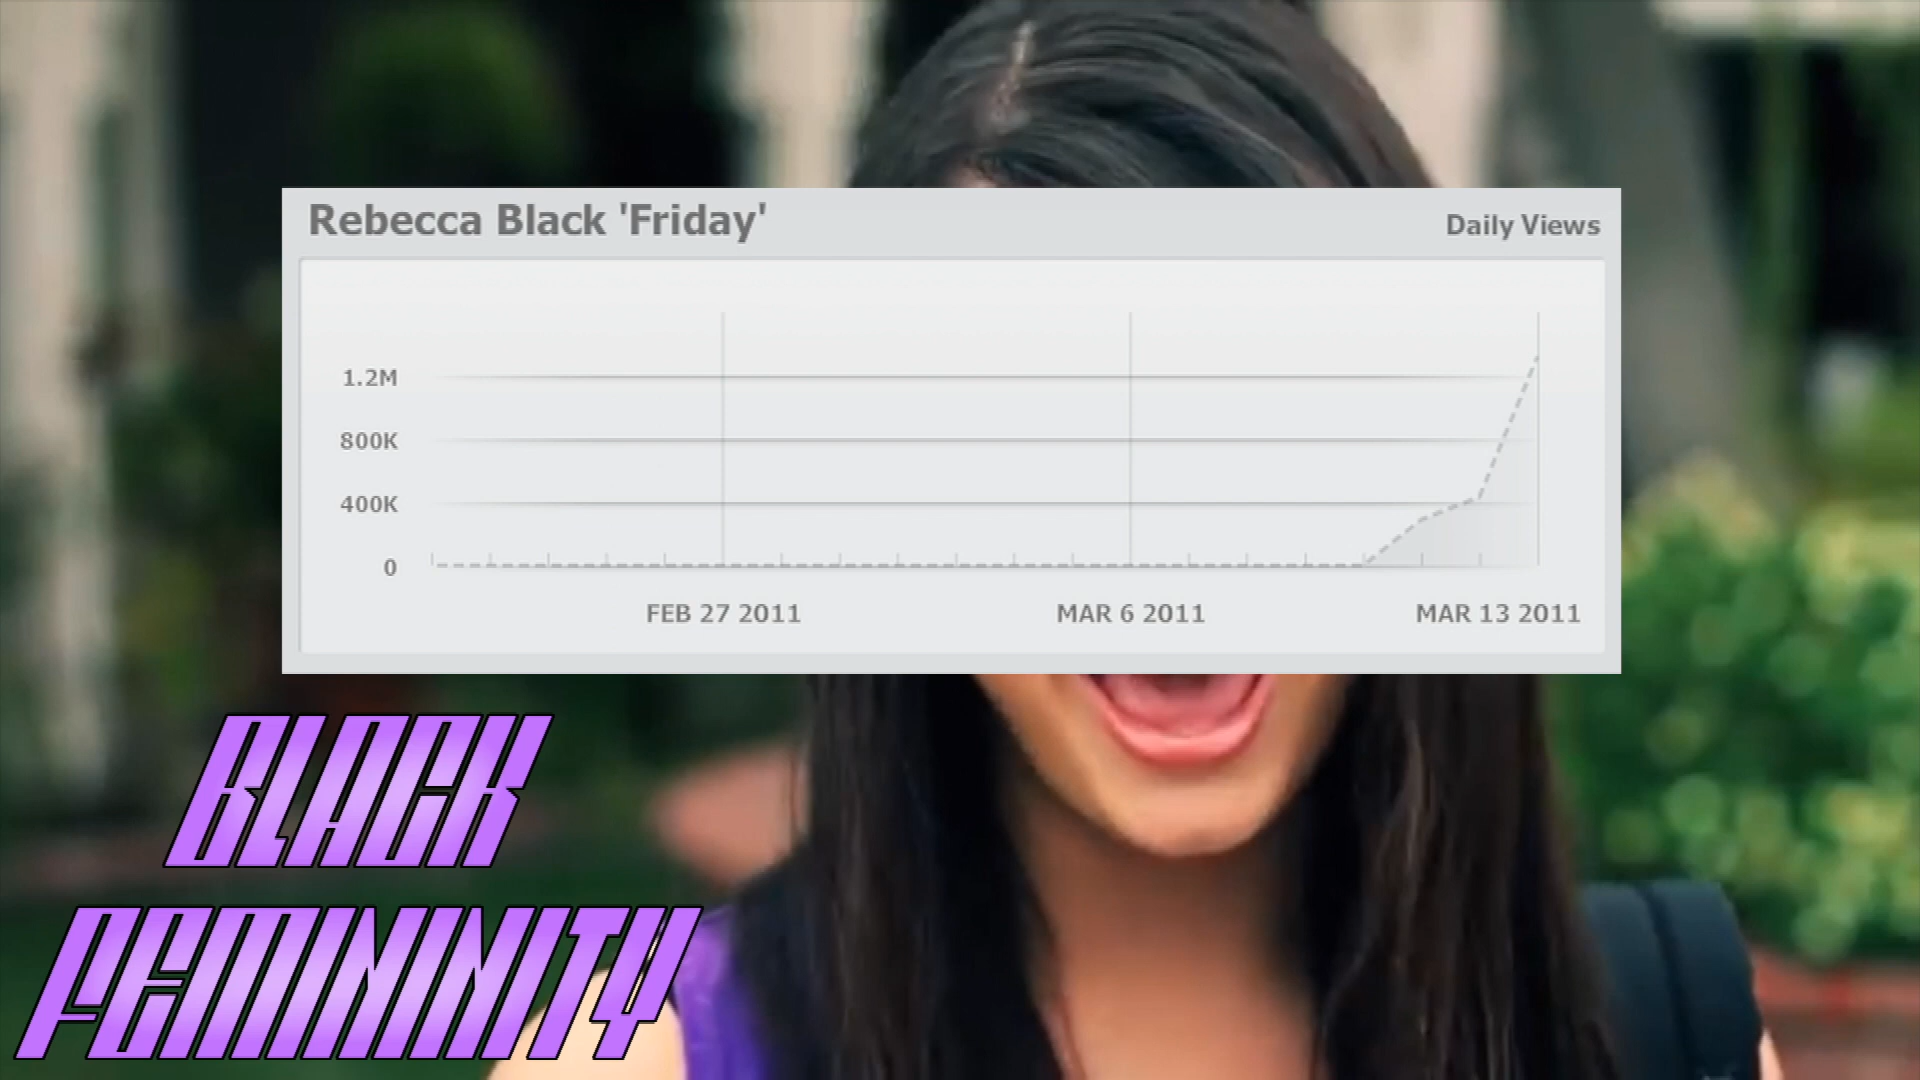 Rebecca Black 'Friday'
Daily Views
1.2M
800K
400K
0
FEB 27 2011
MAR 6 2011
MAR 13 2011
BLACK
FEMININITY